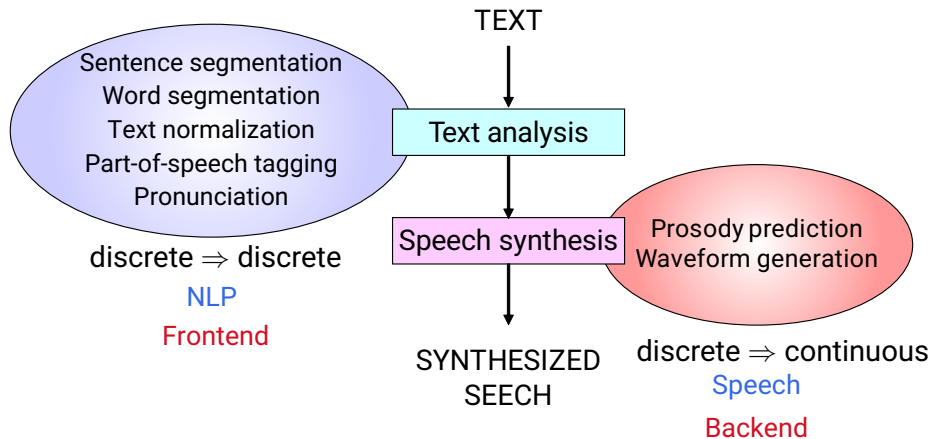 TEXT
Sentence segmentation
Word segmentation
Text normalization
Part-of-speech tagging
Pronunciation
Text analysis
discrete ⇒ discrete
NLP
Frontend
Speech synthesis
Prosody prediction
Waveform generation
discrete ⇒ continuous
Speech
Backend
SYNTHESIZED
SEECH